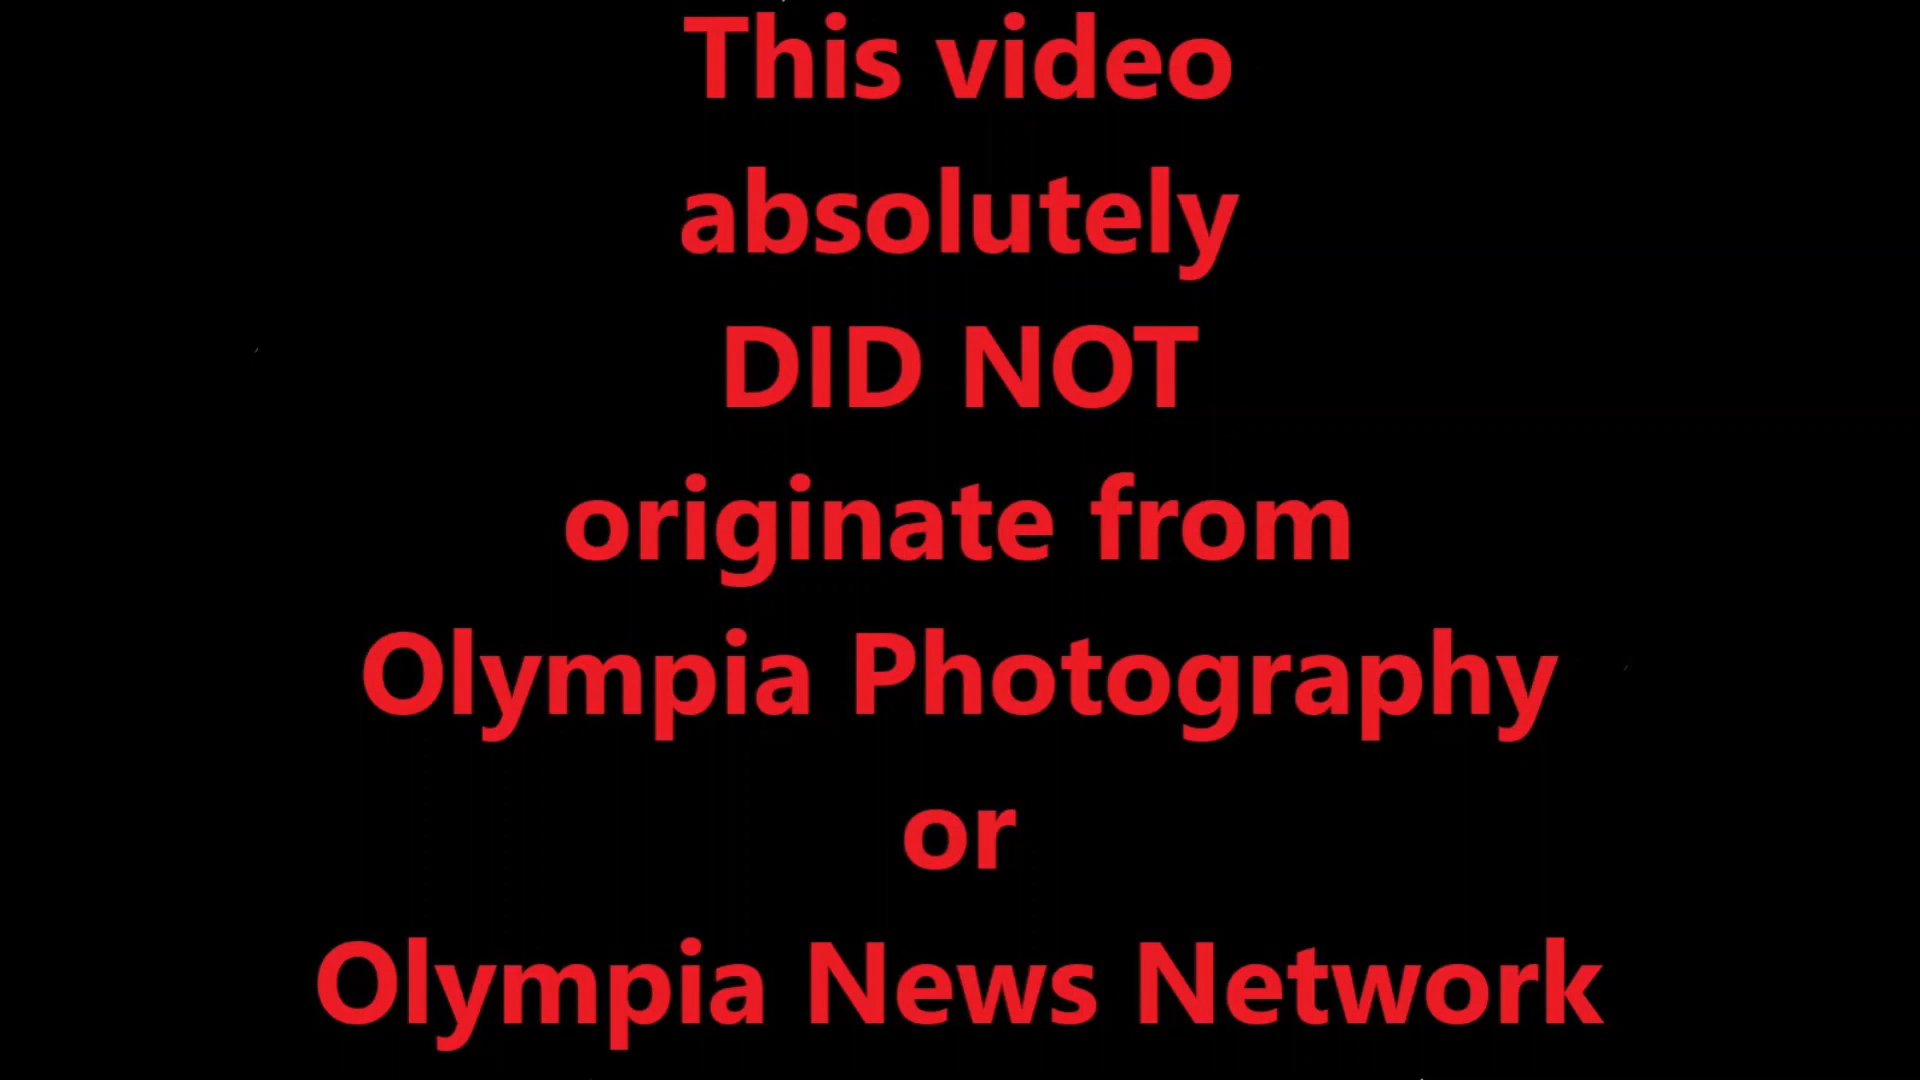 This video
absolutely
DID NOT
originate from
Olympia Photography
or
Olympia News Network